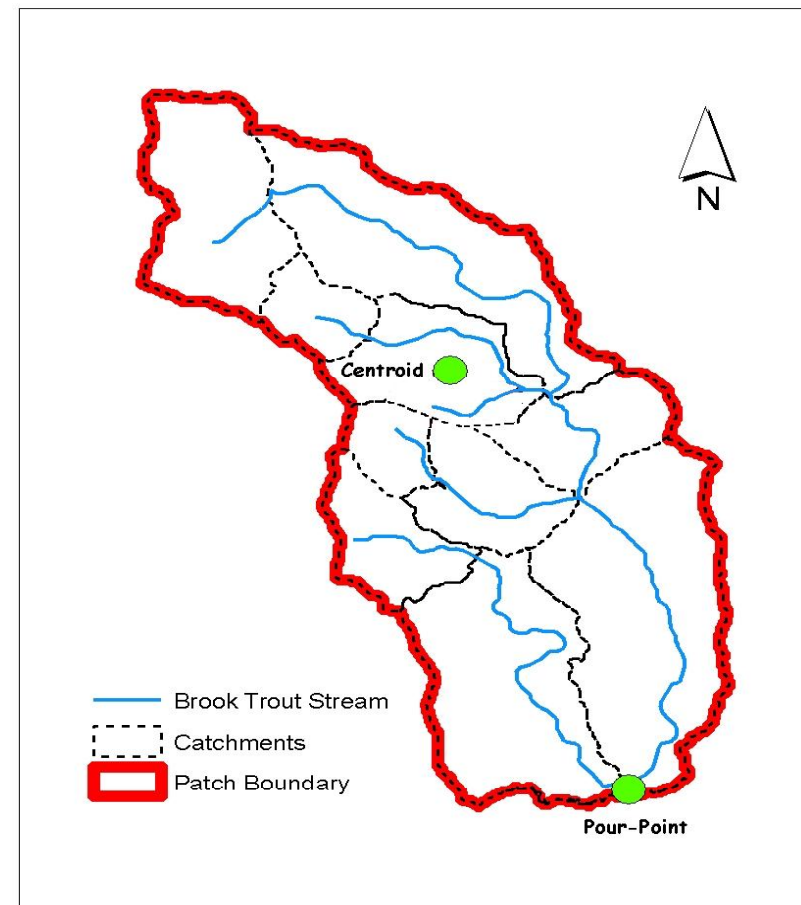 N
Centroid
Brook Trout Stream
Catchments
Patch Boundary
Pour-Point